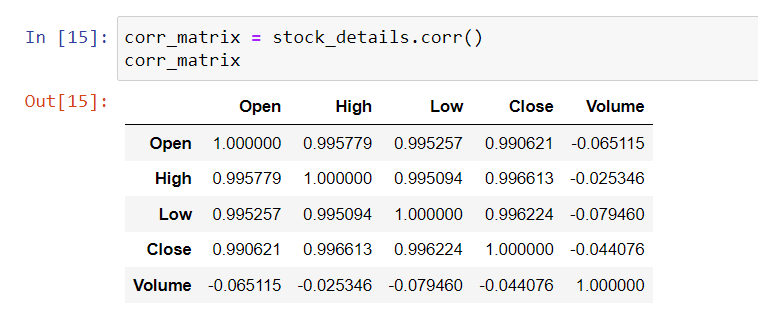 In [15]: corr_matrix = stock_details.corr()
corr_matrix
Out[15]:
Open High Low Close Volume
Open 1.000000 0.995779 0.995257 0.990621 -0.065115
High 0.995779 1.000000 0.995094 0.996613 -0.025346
Low 0.995257 0.995094 1.000000 0.996224 -0.079460
Close 0.990621 0.996613 0.996224 1.000000 -0.044076
Volume -0.065115 -0.025346 -0.079460 -0.044076 1.000000